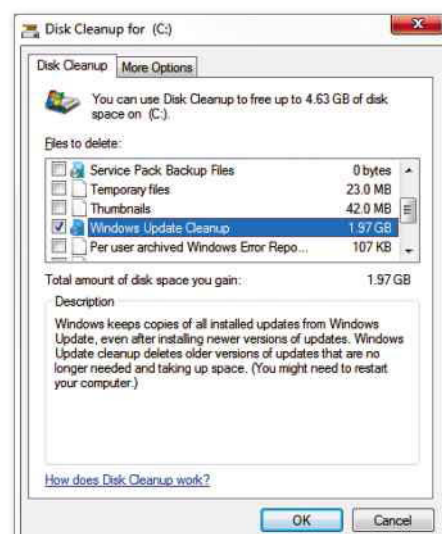 Disk Cleanup for (C:)
Disk Cleanup
More Options
You can use Disk Cleanup to free up to 4.63 GB of disk
space on (C:).
Files to delete:
Service Pack Backup Files 0 bytes
Temporary files 23.0 MB
Thumbnails 42.0 MB
Windows Update Cleanup 1.97 GB
Per user archived Windows Error Repo... 107 KB
Total amount of disk space you gain: 1.97 GB
Description
Windows keeps copies of all installed updates from Windows
Update, even after installing newer versions of updates. Windows
Update cleanup deletes older versions of updates that are no
longer needed and taking up space. (You might need to restart
your computer.)
How does Disk Cleanup work?
OK Cancel